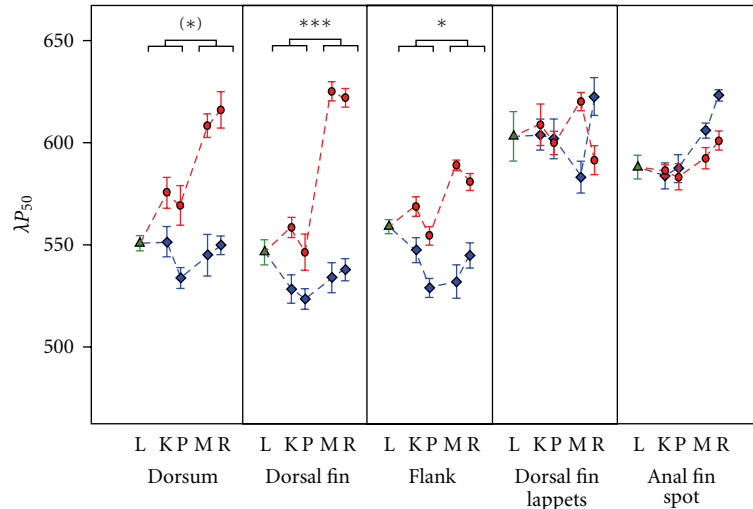 (*)
***
*
650
600
550
500
λP50
L K P M R
L K P M R
L K P M R
L K P M R
L K P M R
Dorsum
Dorsal fin
Flank
Dorsal fin
lappets
Anal fin
spot